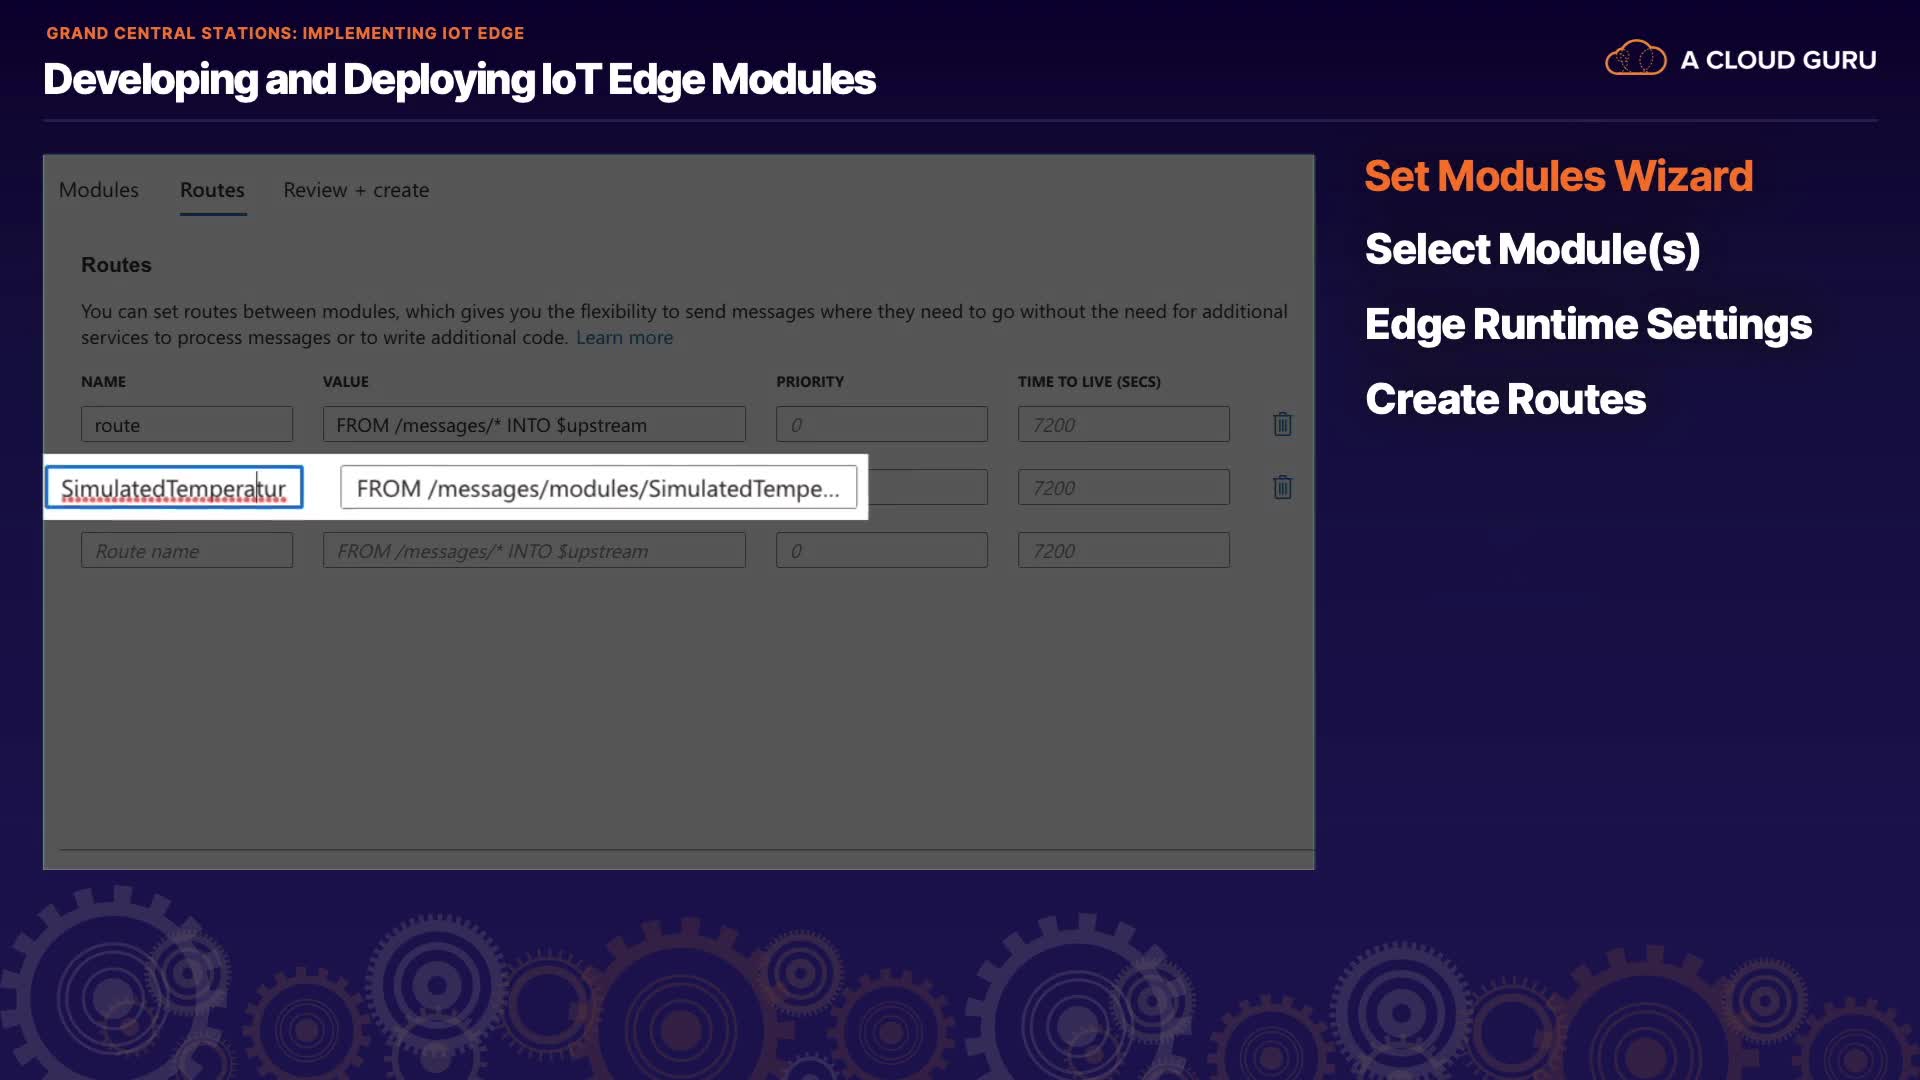 GRAND CENTRAL STATIONS: IMPLEMENTING IOT EDGE
Developing and Deploying IoT Edge Modules
A CLOUD GURU
Modules Routes Review + create
Routes
You can set routes between modules, which gives you the flexibility to send messages where they need to go without the need for additional
services to process messages or to write additional code. Learn more
NAME VALUE PRIORITY TIME TO LIVE (SECS)
route FROM /messages/* INTO $upstream 0 7200
SimulatedTemperatur FROM /messages/modules/SimulatedTempe... 7200
Route name FROM /messages/* INTO $upstream 0 7200
Set Modules Wizard
Select Module(s)
Edge Runtime Settings
Create Routes